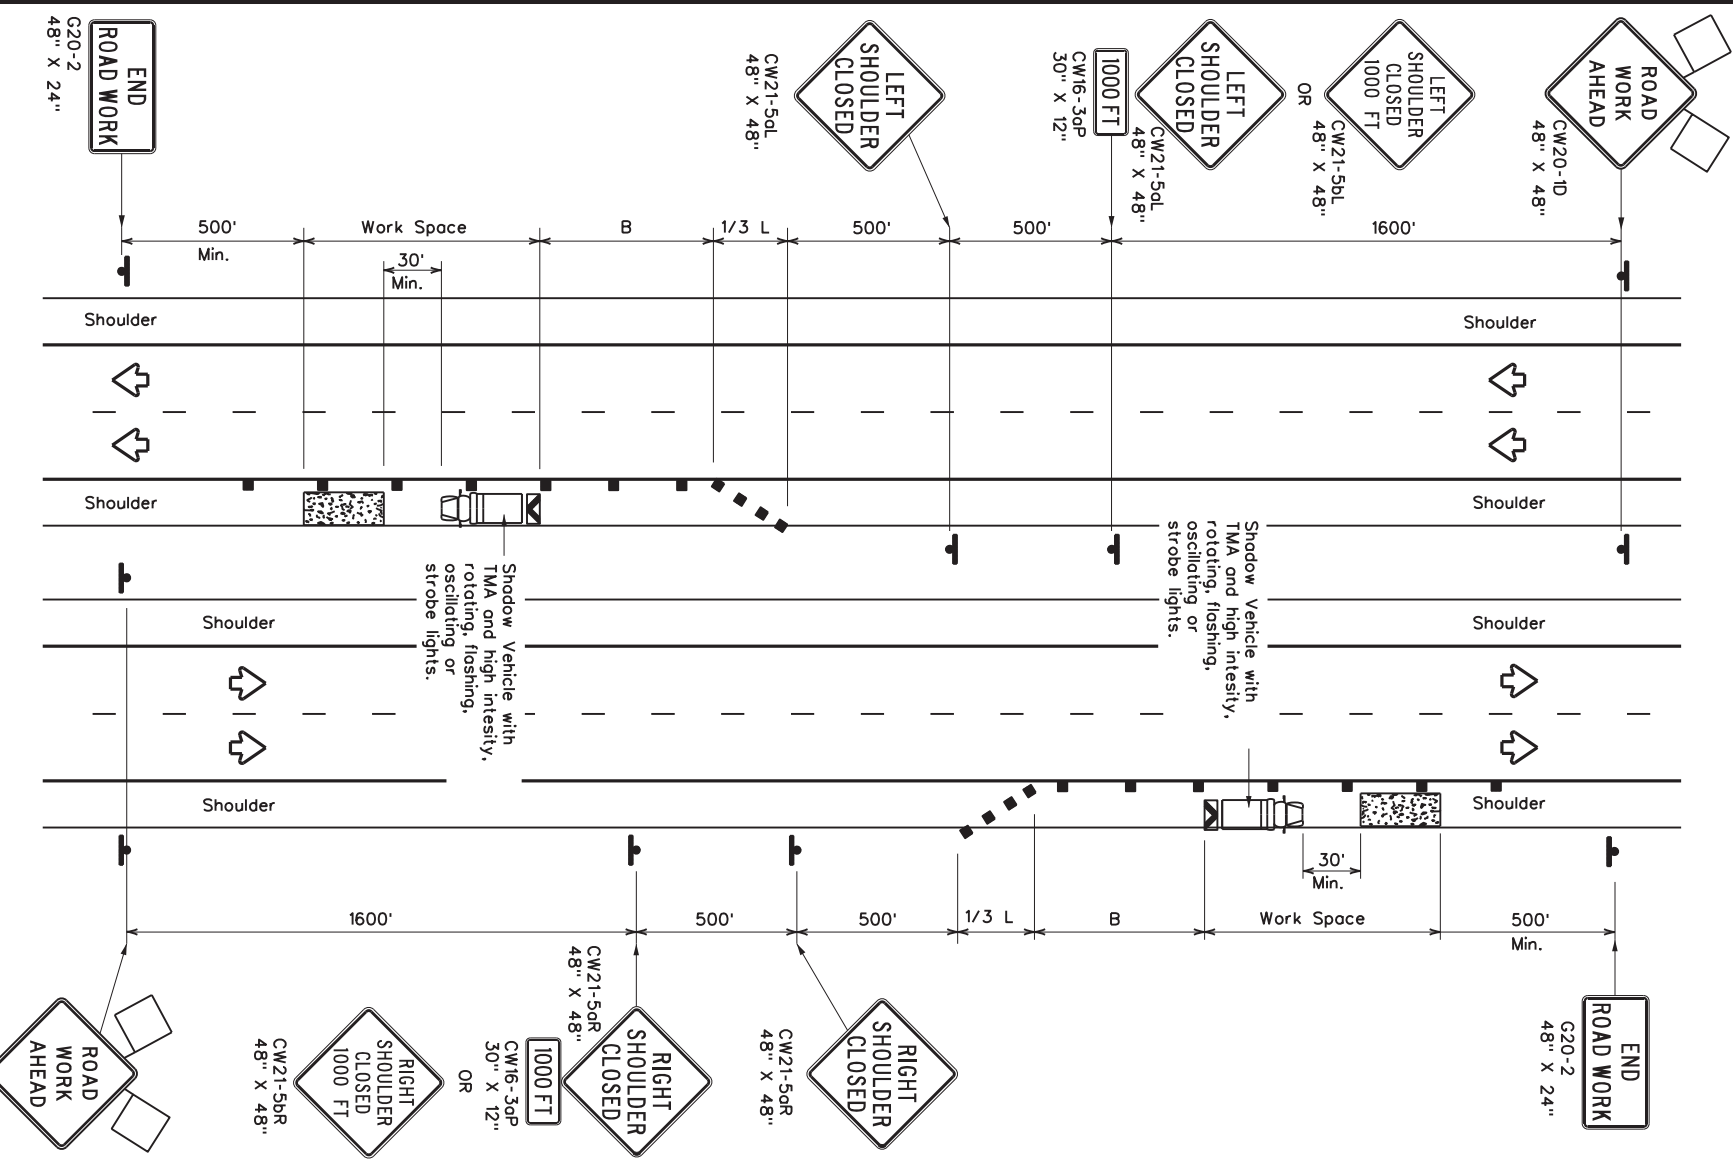 END
ROAD WORK
G20-2
48" X 24"
LEFT
SHOULDER
CLOSED
CW21-5aL
48" X 48"
1000 FT
CW16-3aP
30" X 12"
LEFT
SHOULDER
CLOSED
CW21-5aL
48" X 48"
OR
LEFT
SHOULDER
CLOSED
1000 FT
CW21-5bL
48" X 48"
ROAD
WORK
AHEAD
CW20-1D
48" X 48"
500'
Min.
Work Space
B
1/3 L
500'
500'
1600'
30'
Min.
Shoulder
Shoulder
Shoulder
Shoulder
Shadow Vehicle with
TMA and high intesity,
rotating, flashing,
oscillating or
strobe lights.
Shadow Vehicle with
TMA and high intesity,
rotating, flashing,
oscillating or
strobe lights.
Shoulder
Shoulder
Shoulder
Shoulder
30'
Min.
1600'
500'
500'
1/3 L
B
Work Space
500'
Min.
ROAD
WORK
AHEAD
RIGHT
SHOULDER
CLOSED
1000 FT
CW21-5bR
48" X 48"
OR
1000 FT
CW16-3aP
30" X 12"
RIGHT
SHOULDER
CLOSED
CW21-5aR
48" X 48"
RIGHT
SHOULDER
CLOSED
CW21-5aR
48" X 48"
END
ROAD WORK
G20-2
48" X 24"